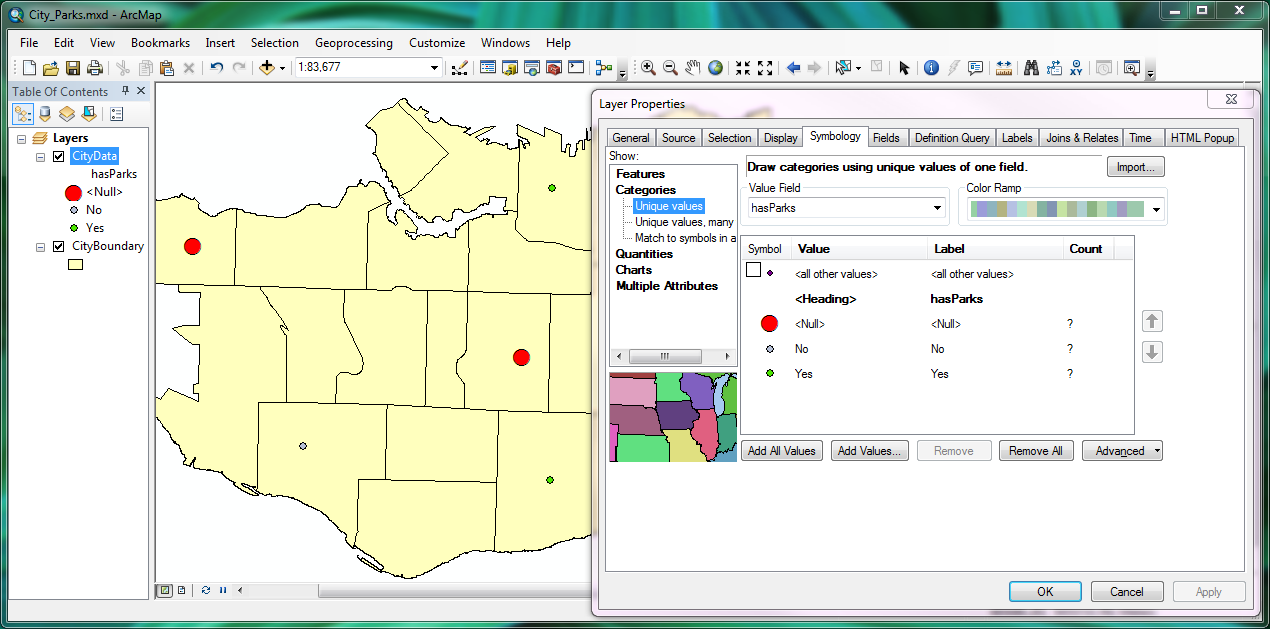 City_Parks.mxd - ArcMap
File Edit View Bookmarks Insert Selection Geoprocessing Customize Windows Help
1:83,677
XY
Table Of Contents
Layers
CityData
hasParks
<Null>
No
Yes
CityBoundary
Layer Properties
General Source Selection Display Symbology Fields Definition Query Labels Joins & Relates Time HTML Popup
Show:
Features
Categories
Unique values
Unique values, many
Match to symbols in a
Quantities
Charts
Multiple Attributes
Draw categories using unique values of one field.
Import...
Value Field
hasParks
Color Ramp
Symbol Value Label Count
<all other values> <all other values>
<Heading> hasParks
<Null> <Null> ?
No No ?
Yes Yes ?
Add All Values Add Values... Remove Remove All Advanced
OK Cancel Apply